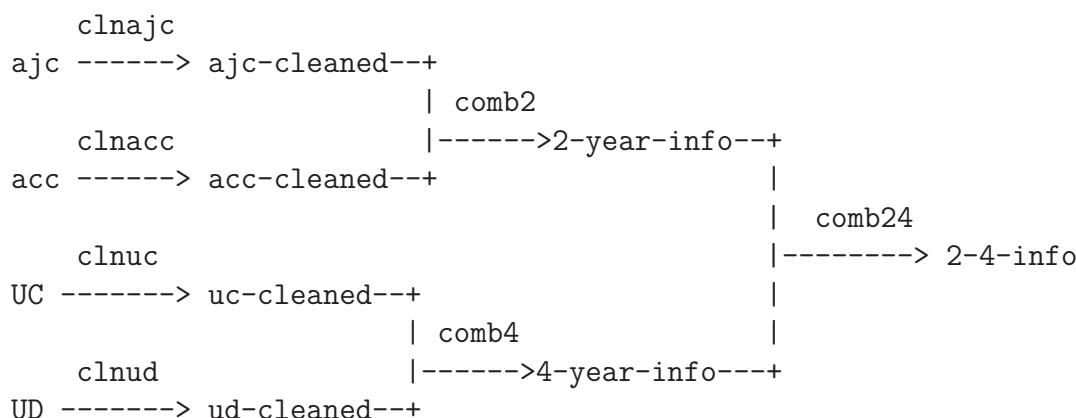 clnajc
ajc ------> ajc-cleaned--+
| comb2
clnacc |------>2-year-info--+
acc ------> acc-cleaned--+ |
| comb24
clnuc |--------> 2-4-info
UC -------> uc-cleaned--+ |
| comb4 |
clnud |------>4-year-info---+
UD -------> ud-cleaned--+